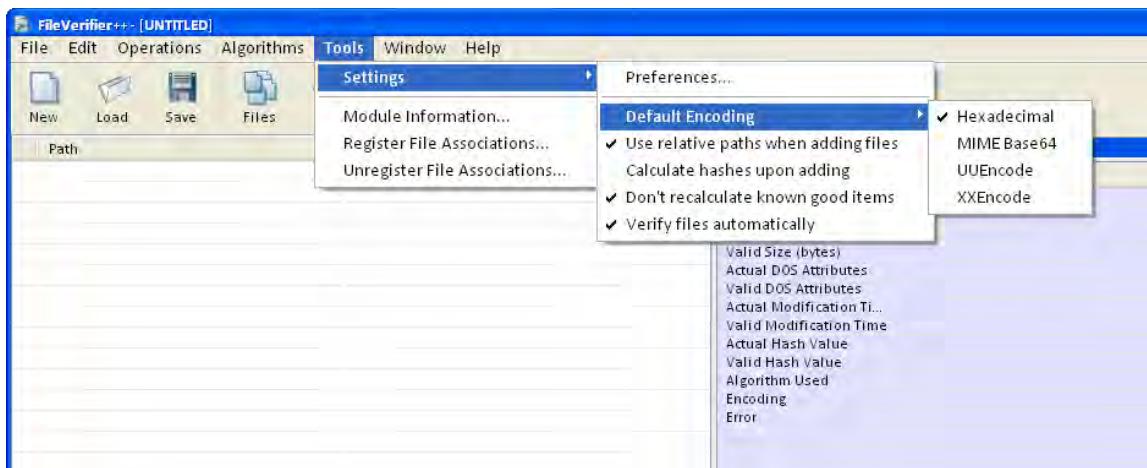 FileVerifier++ - [UNTITLED]
File Edit Operations Algorithms Tools Window Help
New Load Save Files
Path
Settings
Module Information...
Register File Associations...
Unregister File Associations...
Preferences...
Default Encoding
Use relative paths when adding files
Calculate hashes upon adding
Don't recalculate known good items
Verify files automatically
Hexadecimal
MIME Base64
UUEncode
XXEncode
Valid Size (bytes)
Actual DOS Attributes
Valid DOS Attributes
Actual Modification Ti...
Valid Modification Time
Actual Hash Value
Valid Hash Value
Algorithm Used
Encoding
Error